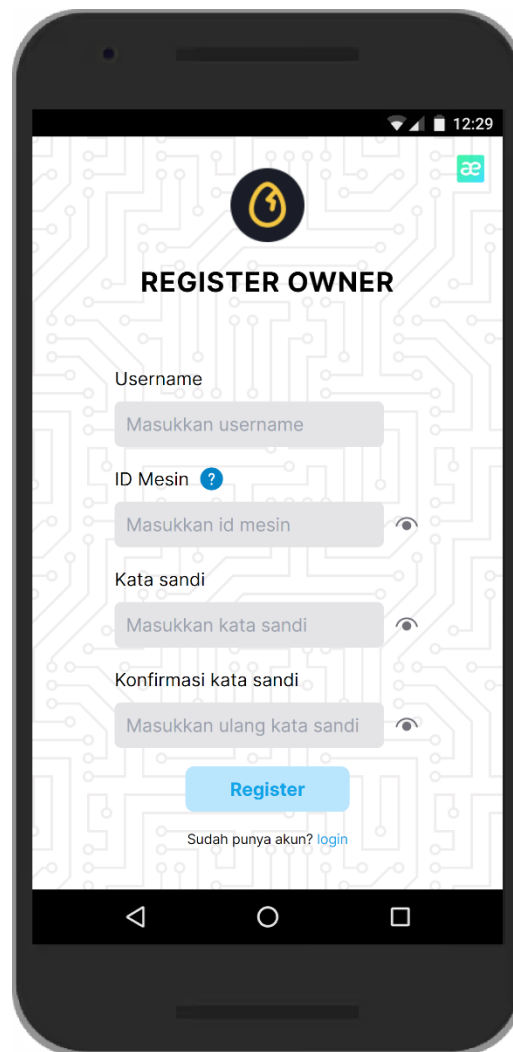 12:29
æ
REGISTER OWNER
Username
Masukkan username
ID Mesin ?
Masukkan id mesin
Kata sandi
Masukkan kata sandi
Konfirmasi kata sandi
Masukkan ulang kata sandi
Register
Sudah punya akun? login